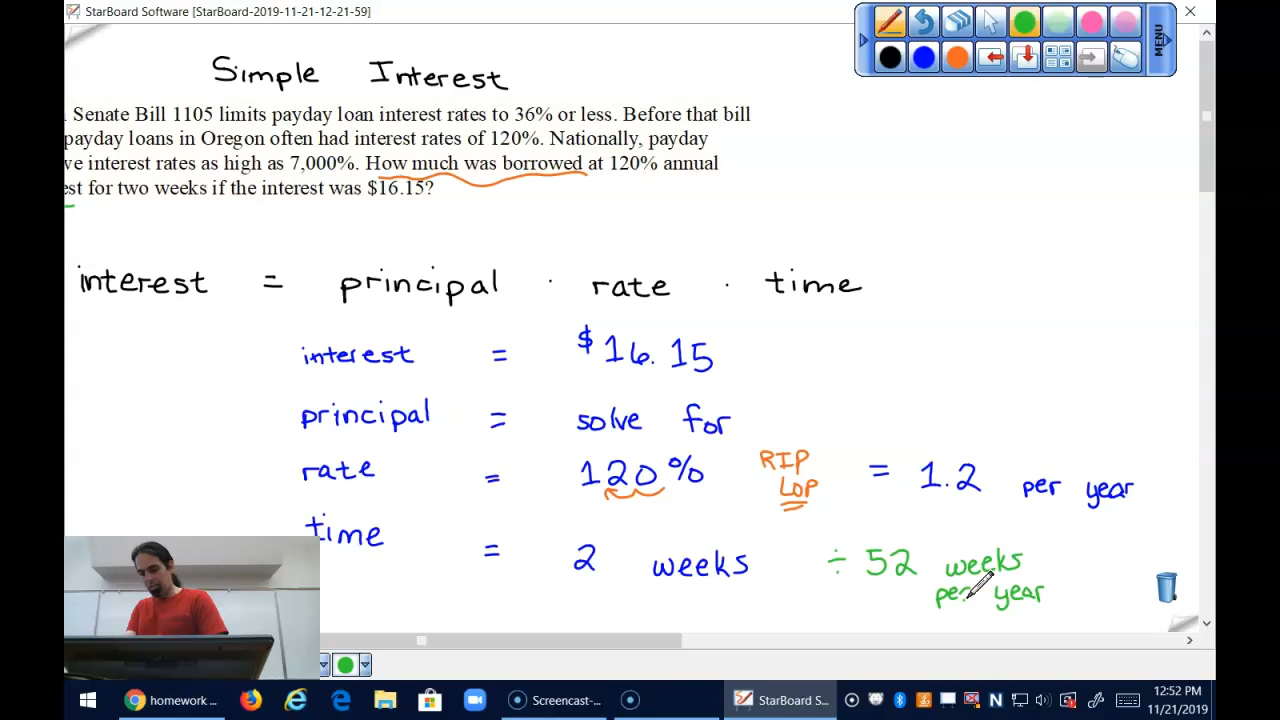 StarBoard Software [StarBoard-2019-11-21-12-21-59]
MENU
Simple Interest
Senate Bill 1105 limits payday loan interest rates to 36% or less. Before that bill
payday loans in Oregon often had interest rates of 120%. Nationally, payday
ve interest rates as high as 7,000%. How much was borrowed at 120% annual
est for two weeks if the interest was $16.15?
interest = principal · rate · time
interest = $16.15
principal = solve for
rate = 120% RIP LOP = 1.2 per year
time = 2 weeks ÷ 52 weeks
per year
homework ...
Screencast-...
StarBoard S...
12:52 PM
11/21/2019